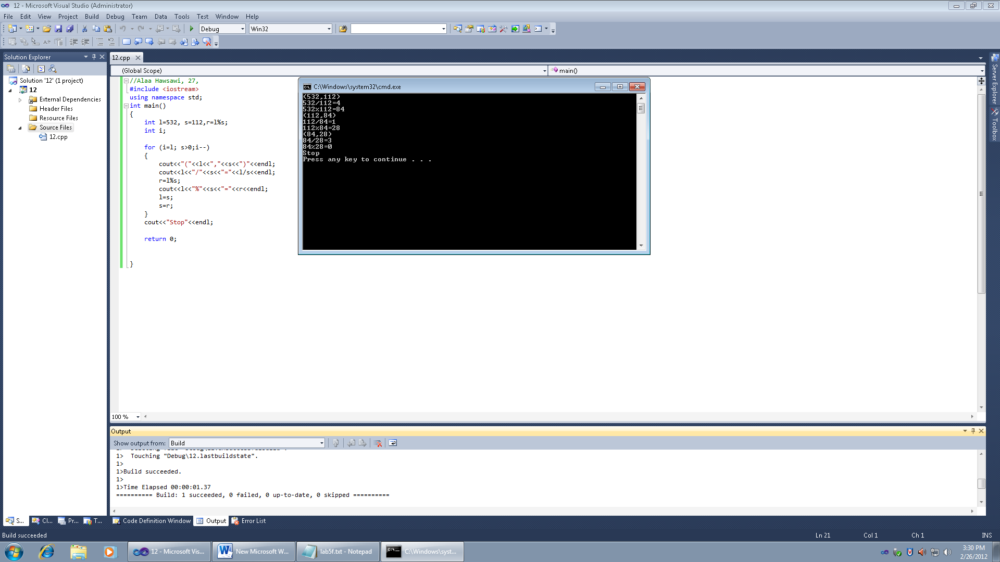 12 - Microsoft Visual Studio (Administrator)
File Edit View Project Build Debug Team Data Tools Test Window Help
Debug Win32
Solution Explorer
12.cpp
(Global Scope) main()
Solution '12' (1 project)
12
External Dependencies
Header Files
Resource Files
Source Files
12.cpp
//Alaa Hawsawi, 27,
#include <iostream>
using namespace std;
int main()
{
int l=532, s=112,r=l%s;
int i;
for (i=l; s>0;i--)
{
cout<<"("<<l<<","<<s<<")"<<endl;
cout<<l<<"/"<<s<<"="<<l/s<<endl;
r=l%s;
cout<<l<<"%"<<s<<"="<<r<<endl;
l=s;
s=r;
}
cout<<"Stop"<<endl;
return 0;
}
C:\Windows\system32\cmd.exe
(532,112)
532/112=4
532%112=84
(112,84)
112/84=1
112%84=28
(84,28)
84/28=3
84%28=0
Stop
Press any key to continue . . .
Server Explorer
Toolbox
100 %
Output
Show output from: Build
1>  Touching "Debug\12.lastbuildstate".
1>
1>Build succeeded.
1>
1>Time Elapsed 00:00:01.37
========== Build: 1 succeeded, 0 failed, 0 up-to-date, 0 skipped ==========
S... Cl... Pr... T... Code Definition Window Output Error List
Build succeeded Ln 21 Col 1 Ch 1 INS
12 - Microsoft Vis... New Microsoft W... lab5f.txt - Notepad C:\Windows\syst...
3:30 PM
2/26/2012